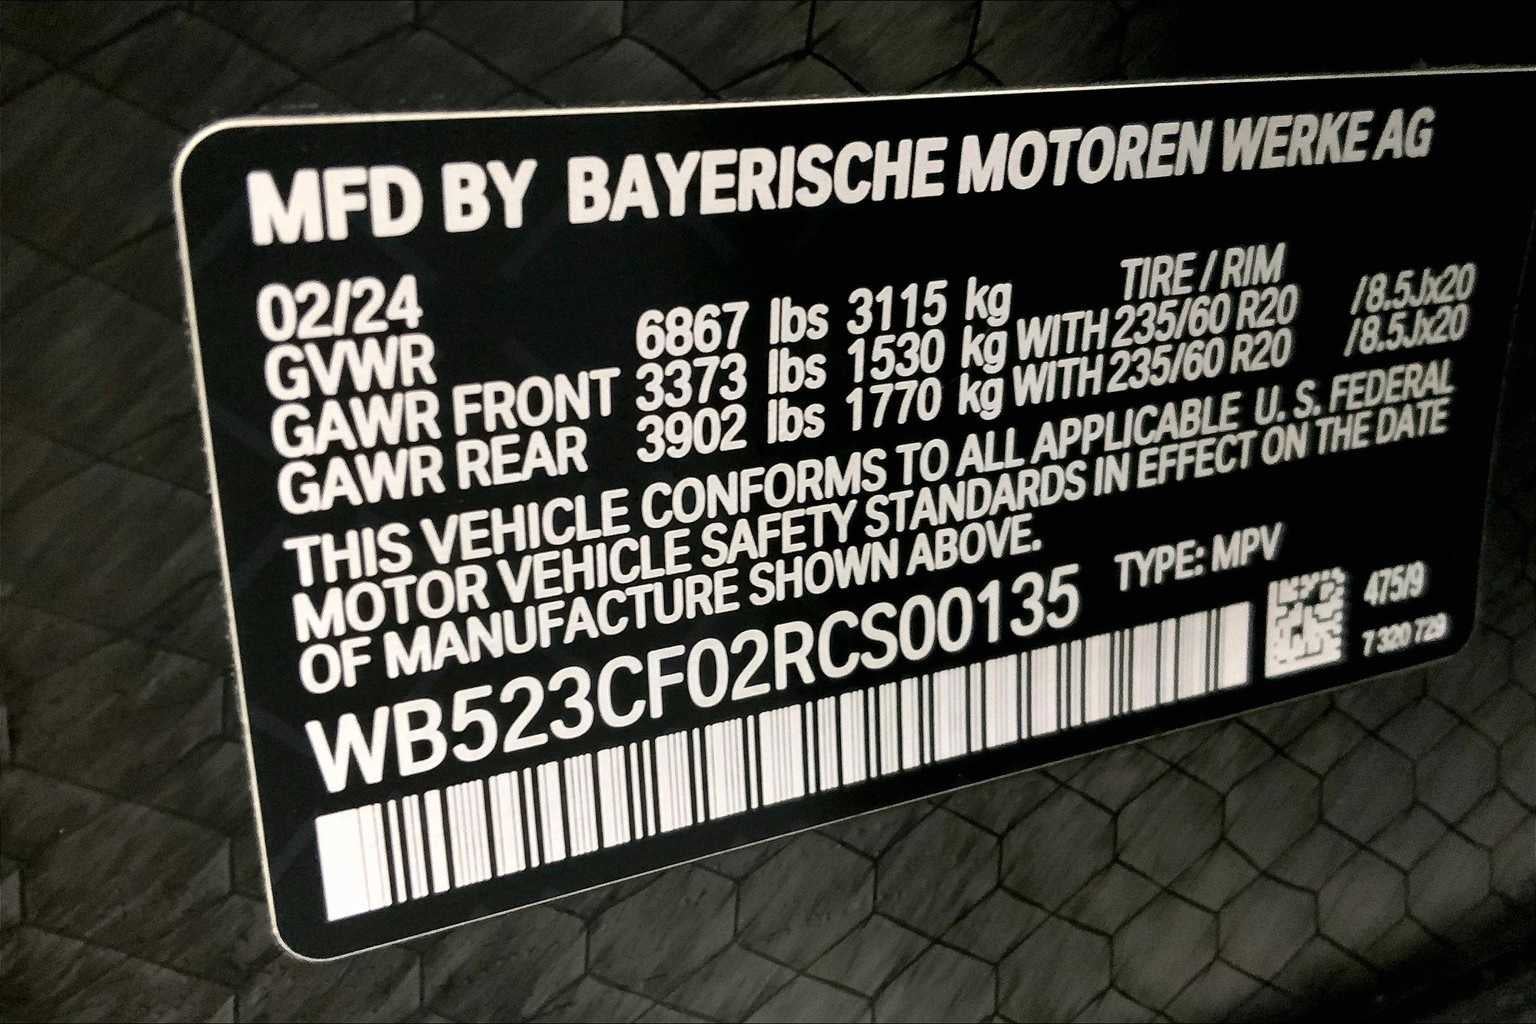 MFD BY BAYERISCHE MOTOREN WERKE AG
02/24 TIRE / RIM
GVWR 6867 lbs 3115 kg
GAWR FRONT 3373 lbs 1530 kg WITH 235/60 R20 /8.5Jx20
GAWR REAR 3902 lbs 1770 kg WITH 235/60 R20 /8.5Jx20
THIS VEHICLE CONFORMS TO ALL APPLICABLE U. S. FEDERAL
MOTOR VEHICLE SAFETY STANDARDS IN EFFECT ON THE DATE
OF MANUFACTURE SHOWN ABOVE.
WB523CF02RCS00135 TYPE: MPV
475/9
7 320 729